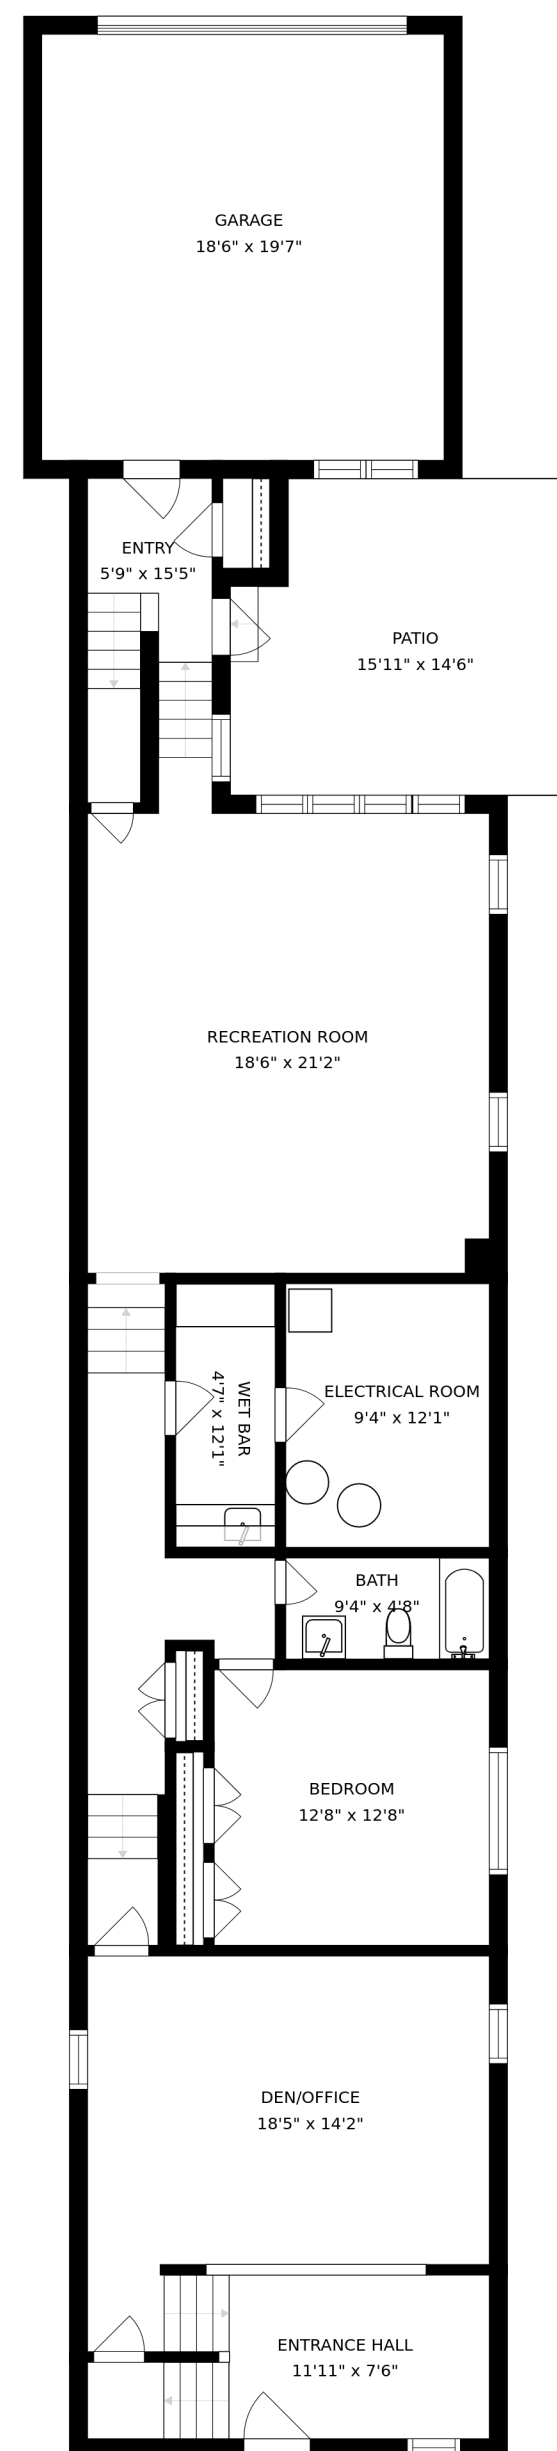 GARAGE
18'6" x 19'7"
ENTRY
5'9" x 15'5"
PATIO
15'11" x 14'6"
RECREATION ROOM
18'6" x 21'2"
WET BAR
4'7" x 12'1"
ELECTRICAL ROOM
9'4" x 12'1"
BATH
9'4" x 4'8"
BEDROOM
12'8" x 12'8"
DEN/OFFICE
18'5" x 14'2"
ENTRANCE HALL
11'11" x 7'6"